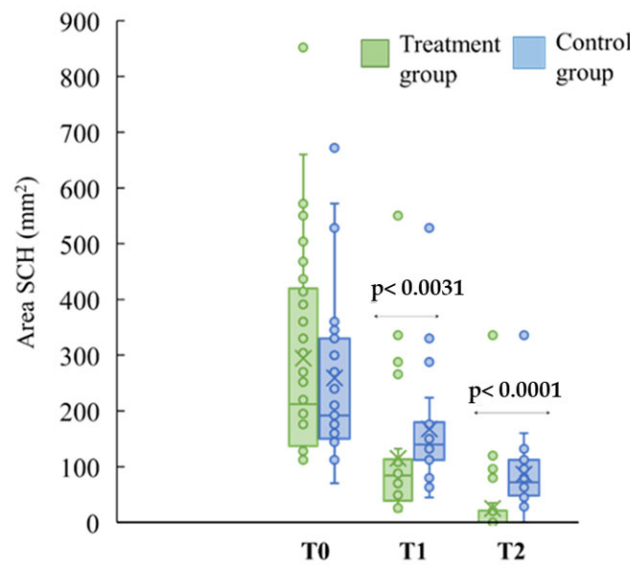 Treatment group
Control group
Area SCH (mm²)
900
800
700
600
500
400
300
200
100
0
p< 0.0031
p< 0.0001
T0 T1 T2